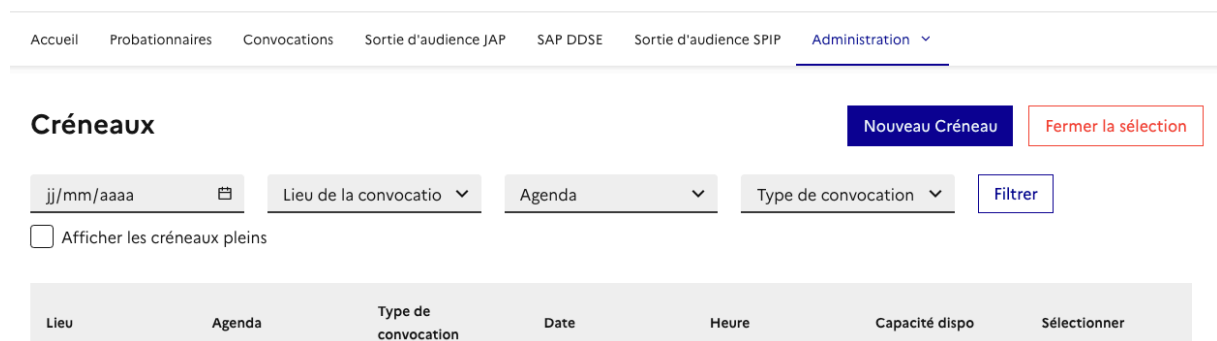 Accueil Probationnaires Convocations Sortie d'audience JAP SAP DDSE Sortie d'audience SPIP Administration
Créneaux Nouveau Créneau Fermer la sélection
jj/mm/aaaa Lieu de la convocatio Agenda Type de convocation Filtrer
Afficher les créneaux pleins
Lieu Agenda Type de convocation Date Heure Capacité dispo Sélectionner